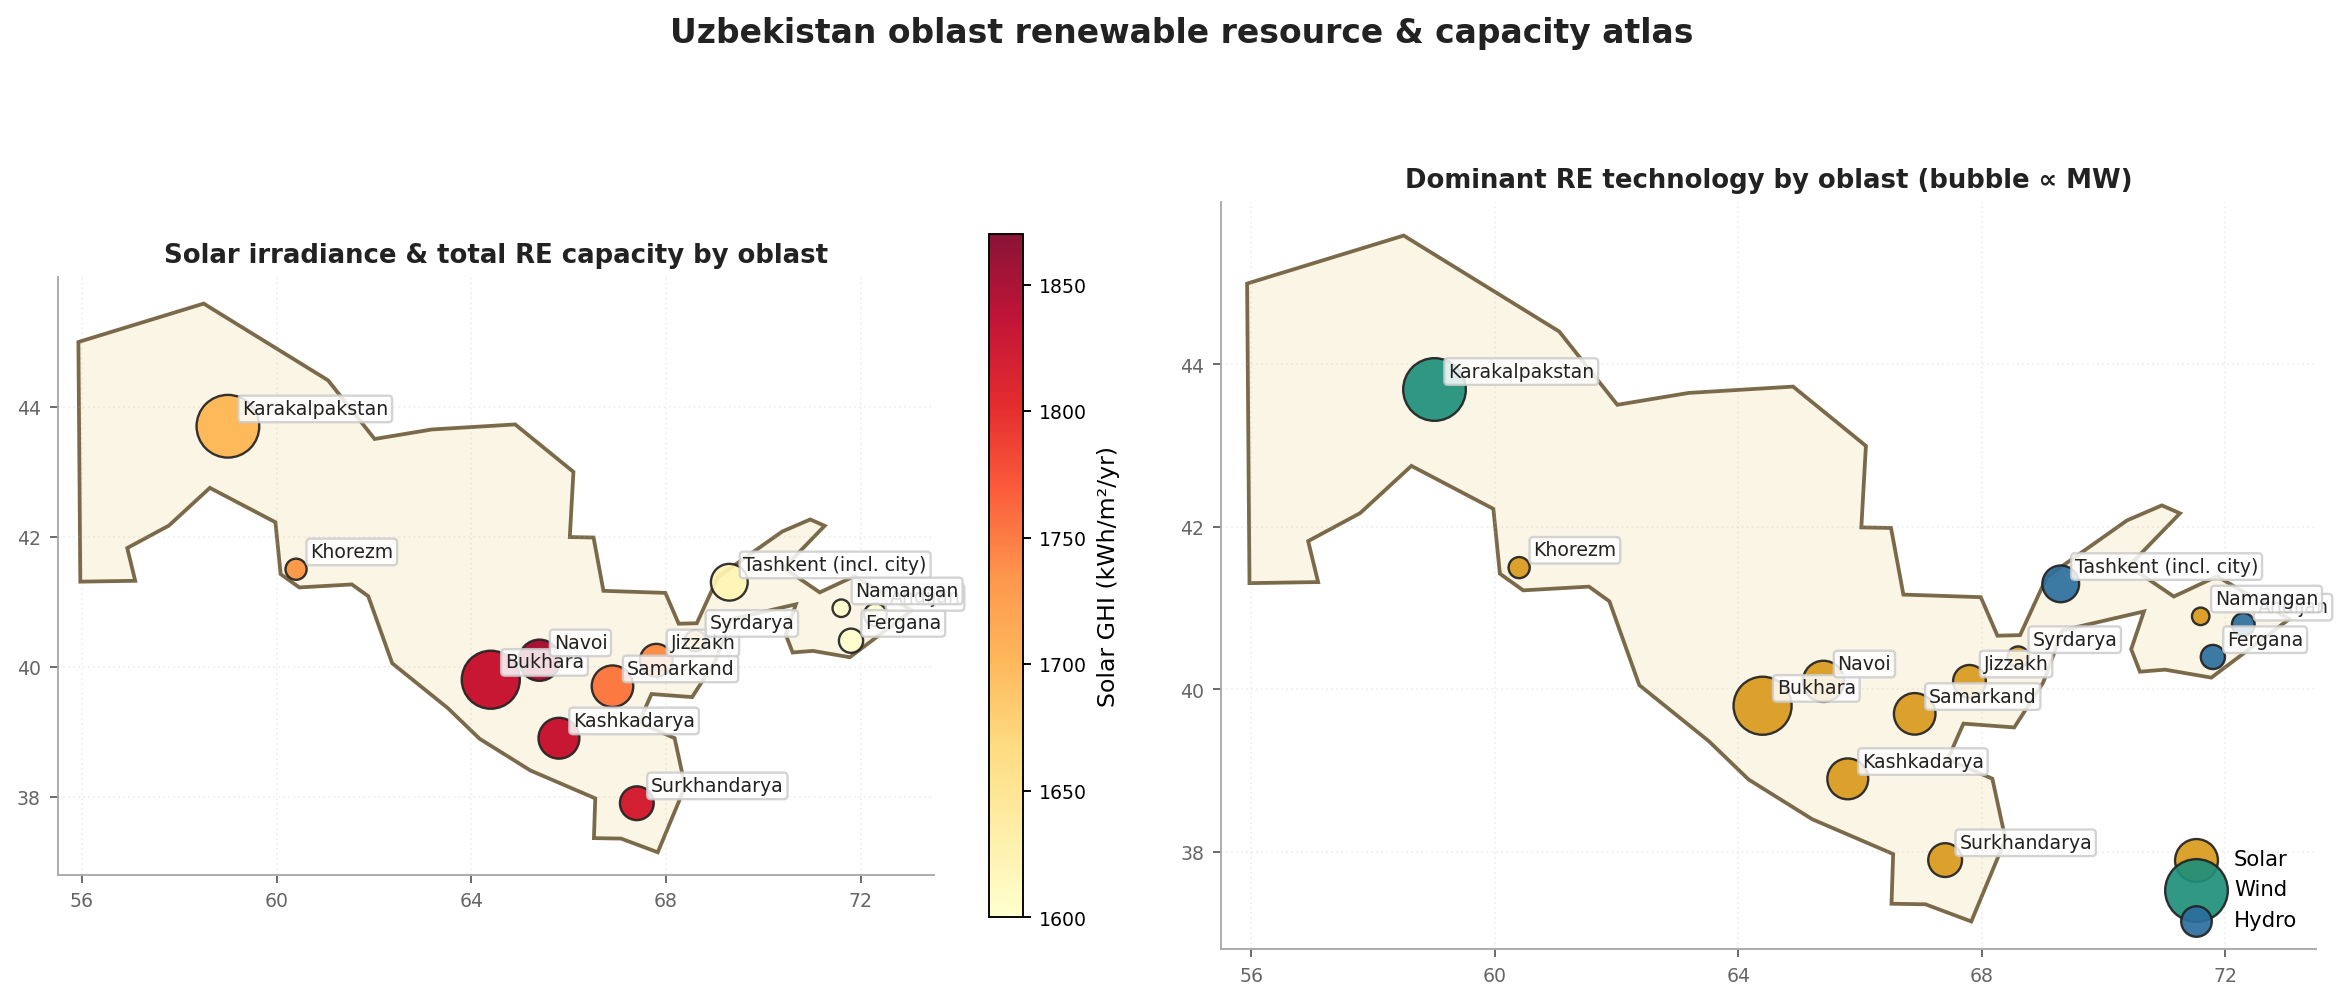 Uzbekistan oblast renewable resource & capacity atlas
Solar irradiance & total RE capacity by oblast
44
42
40
38
56
60
64
68
72
Karakalpakstan
Khorezm
Tashkent (incl. city)
Namangan
Fergana
Syrdarya
Jizzakh
Navoi
Bukhara
Samarkand
Kashkadarya
Surkhandarya
1850
1800
1750
1700
1650
1600
Solar GHI (kWh/m²/yr)
Dominant RE technology by oblast (bubble ∝ MW)
44
42
40
38
56
60
64
68
72
Karakalpakstan
Khorezm
Tashkent (incl. city)
Namangan
Fergana
Syrdarya
Jizzakh
Navoi
Bukhara
Samarkand
Kashkadarya
Surkhandarya
Solar
Wind
Hydro